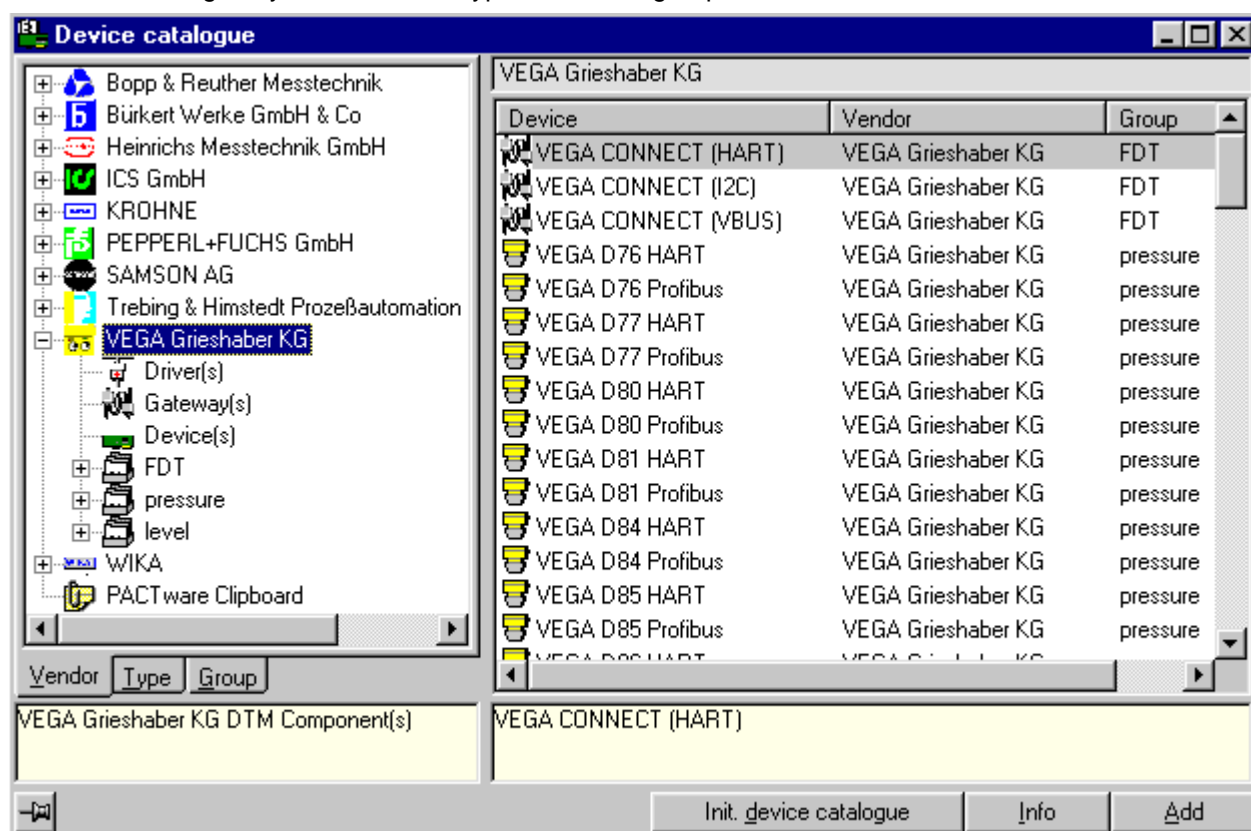 Device catalogue
Bopp & Reuther Messtechnik
Bürkert Werke GmbH & Co
Heinrichs Messtechnik GmbH
ICS GmbH
KROHNE
PEPPERL+FUCHS GmbH
SAMSON AG
Trebing & Himstedt Prozeßautomation
VEGA Grieshaber KG
Driver(s)
Gateway(s)
Device(s)
FDT
pressure
level
WIKA
PACTware Clipboard
Vendor Type Group
VEGA Grieshaber KG DTM Component(s)
VEGA Grieshaber KG
Device Vendor Group
VEGA CONNECT (HART) VEGA Grieshaber KG FDT
VEGA CONNECT (I2C) VEGA Grieshaber KG FDT
VEGA CONNECT (VBUS) VEGA Grieshaber KG FDT
VEGA D76 HART VEGA Grieshaber KG pressure
VEGA D76 Profibus VEGA Grieshaber KG pressure
VEGA D77 HART VEGA Grieshaber KG pressure
VEGA D77 Profibus VEGA Grieshaber KG pressure
VEGA D80 HART VEGA Grieshaber KG pressure
VEGA D80 Profibus VEGA Grieshaber KG pressure
VEGA D81 HART VEGA Grieshaber KG pressure
VEGA D81 Profibus VEGA Grieshaber KG pressure
VEGA D84 HART VEGA Grieshaber KG pressure
VEGA D84 Profibus VEGA Grieshaber KG pressure
VEGA D85 HART VEGA Grieshaber KG pressure
VEGA D85 Profibus VEGA Grieshaber KG pressure
VEGA CONNECT (HART)
Init. device catalogue Info Add